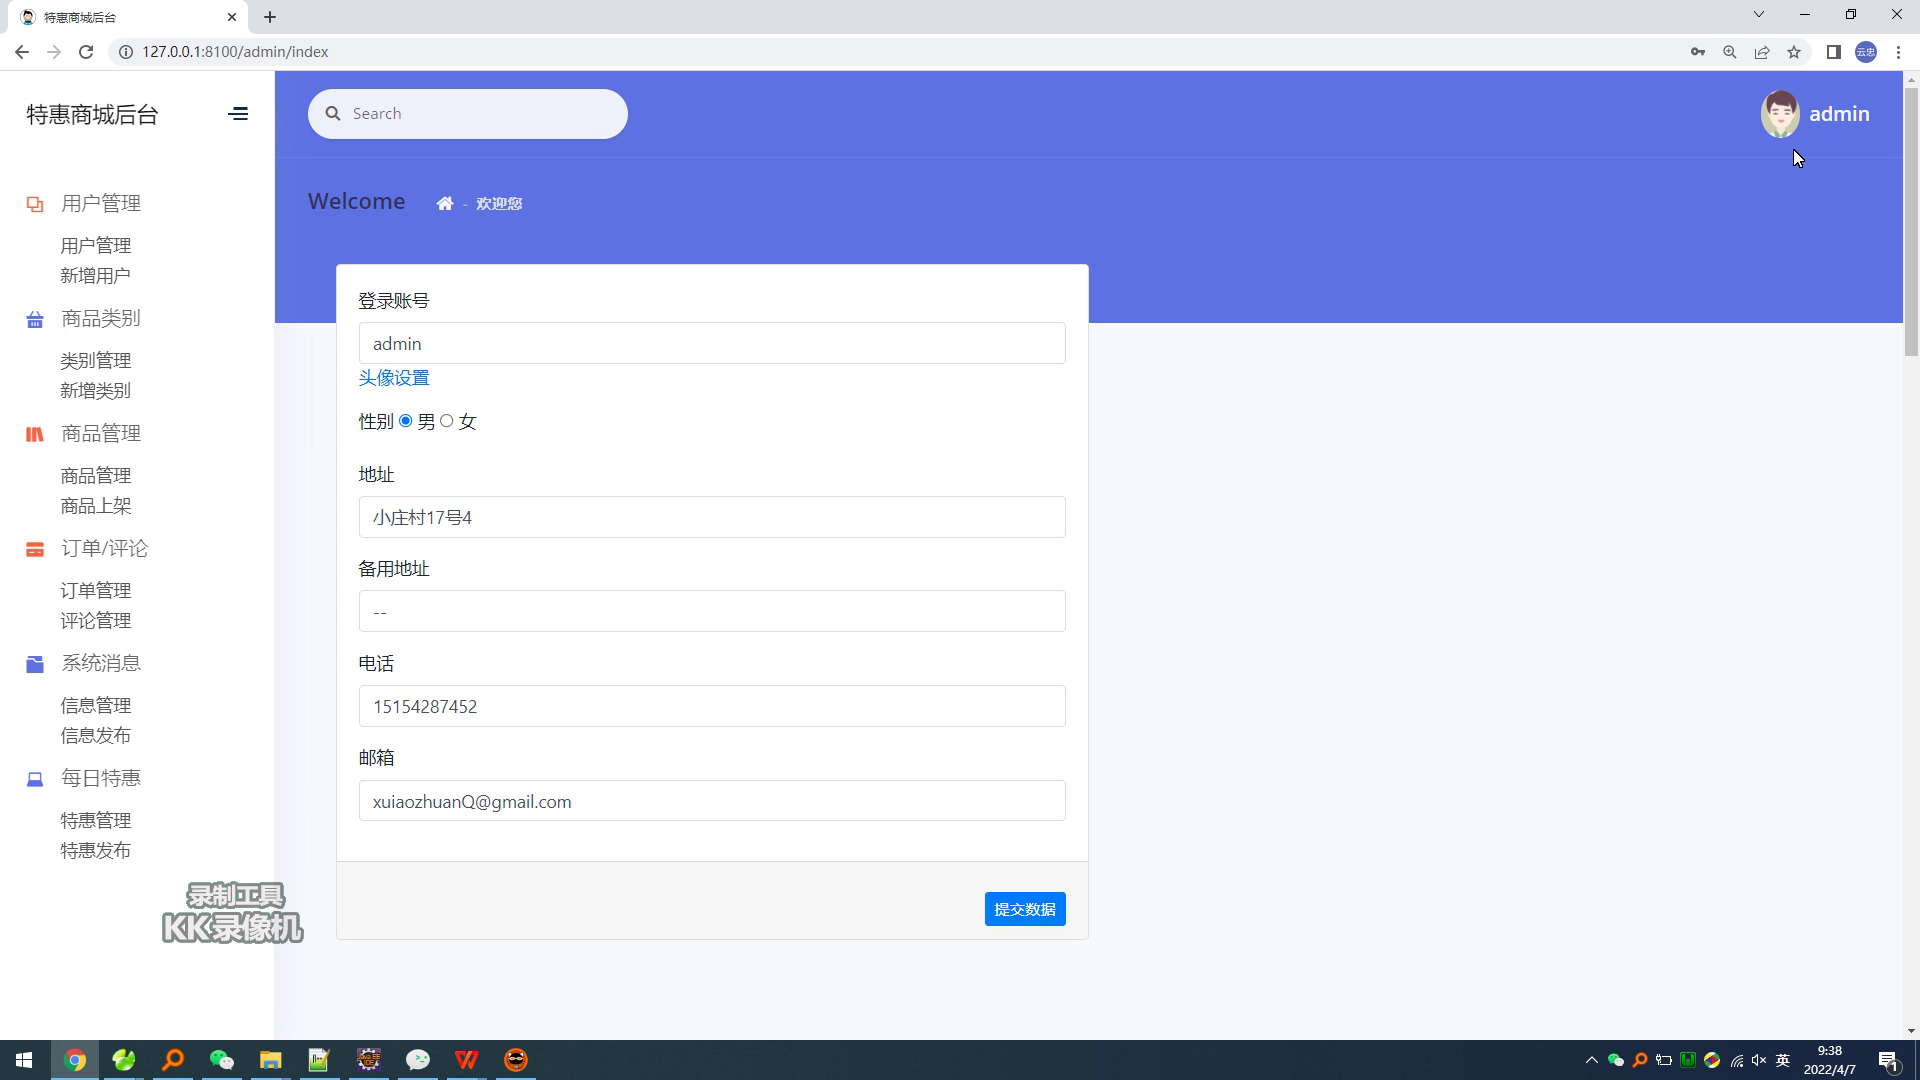 特惠商城后台
127.0.0.1:8100/admin/index
云忠
特惠商城后台
Search
admin
Welcome
- 欢迎您
用户管理
用户管理
新增用户
商品类别
类别管理
新增类别
商品管理
商品管理
商品上架
订单/评论
订单管理
评论管理
系统消息
信息管理
信息发布
每日特惠
特惠管理
特惠发布
登录账号
admin
头像设置
性别 男 女
地址
小庄村17号4
备用地址
--
电话
15154287452
邮箱
xuiaozhuanQ@gmail.com
提交数据
录制工具
KK录像机
英
9:38
2022/4/7
1